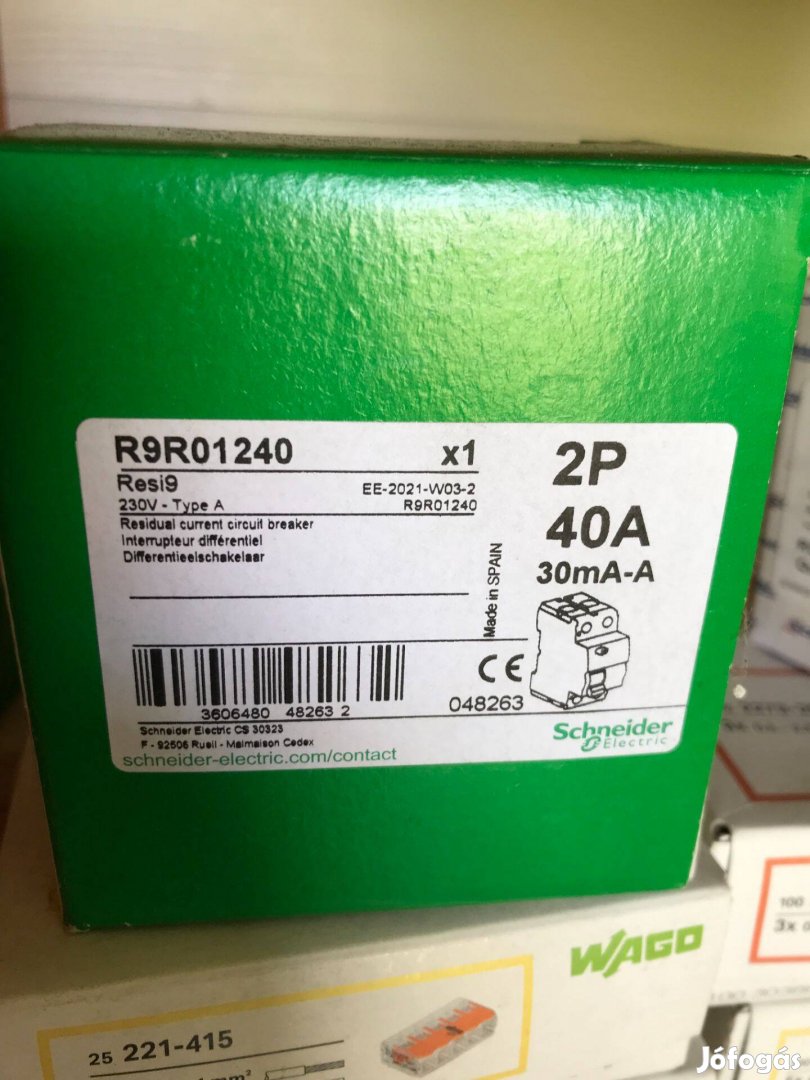 R9R01240 x1
Resi9 EE-2021-W03-2
230V - Type A R9R01240
Residual current circuit breaker
Interrupteur différentiel
Differentieelschakelaar
2P
40A
30mA-A
Made in SPAIN
CE
3606480 48263 2
048263
Schneider Electric CS 30323
F - 92506 Rueil - Malmaison Cedex
schneider-electric.com/contact
Schneider
Electric
WAGO
25 221-415
mm²
100
3x
Jófogás